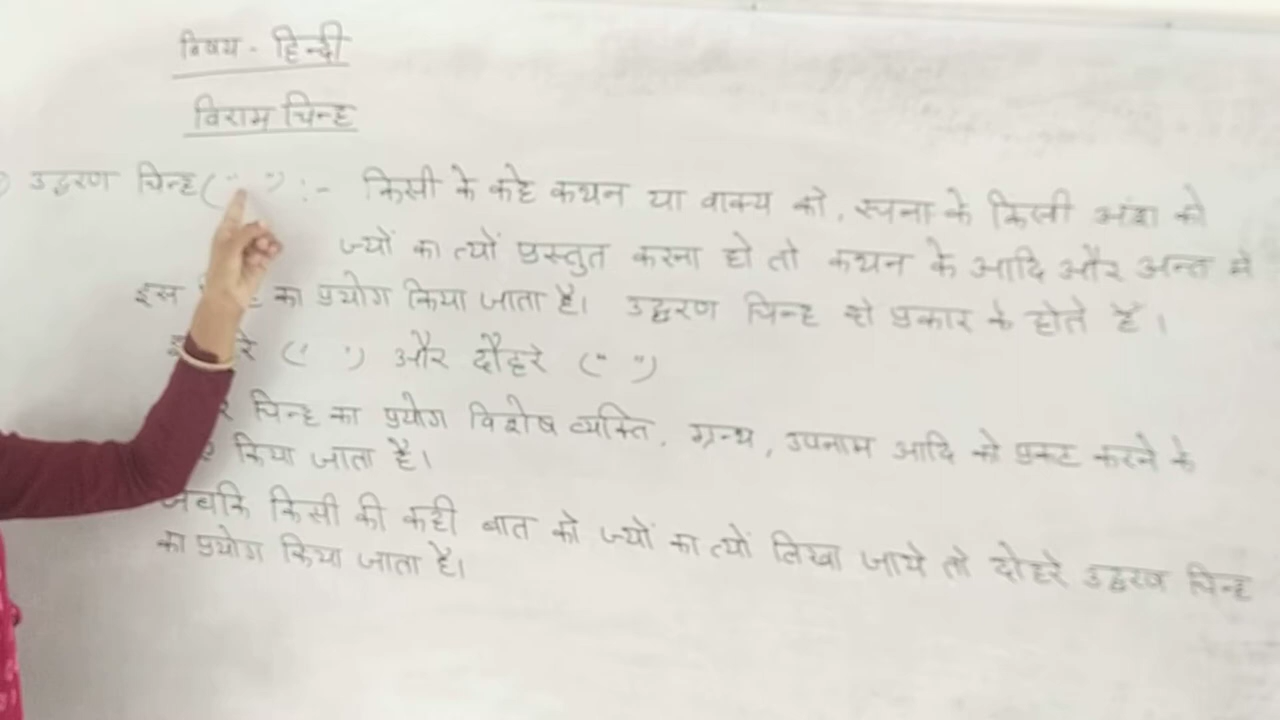 विषय - हिन्दी
विराम चिन्ह
उद्धरण चिन्ह (" ") :- किसी के कहे कथन या वाक्य को, रचना के किसी अंश को
ज्यों का त्यों प्रस्तुत करना हो तो कथन के आदि और अन्त मे
इस का प्रयोग किया जाता है। उद्धरण चिन्ह दो प्रकार के होते है।
(' ') और दौहरे (" ")
चिन्ह का प्रयोग विशेष व्यक्ति, ग्रन्थ, उपनाम आदि को प्रकट करने के
किया जाता है।
जबकि किसी की कही बात को ज्यों का त्यों लिखा जाये तो दोहरे उद्धरण चिन्ह
का प्रयोग किया जाता है।